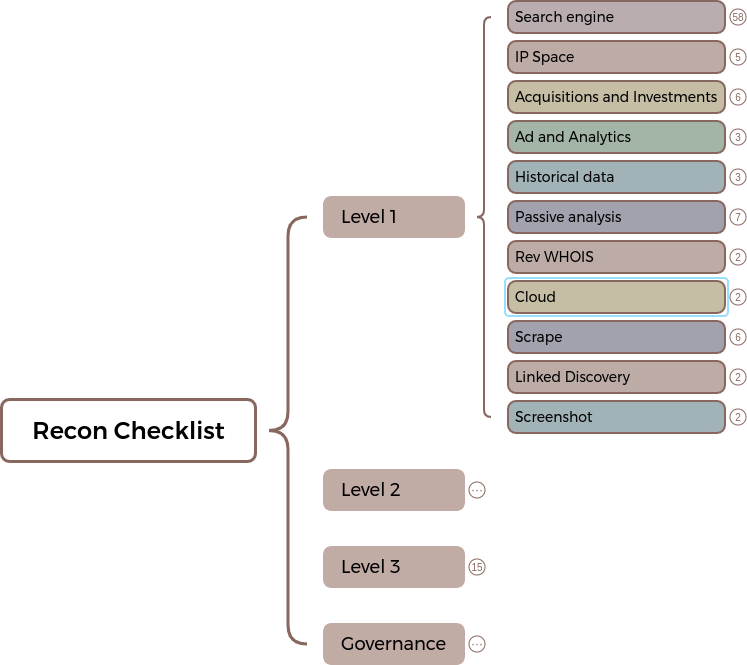 Recon Checklist
Level 1
Search engine 58
IP Space 5
Acquisitions and Investments 6
Ad and Analytics 3
Historical data 3
Passive analysis 7
Rev WHOIS 2
Cloud 2
Scrape 6
Linked Discovery 2
Screenshot 2
Level 2 ...
Level 3 15
Governance ...